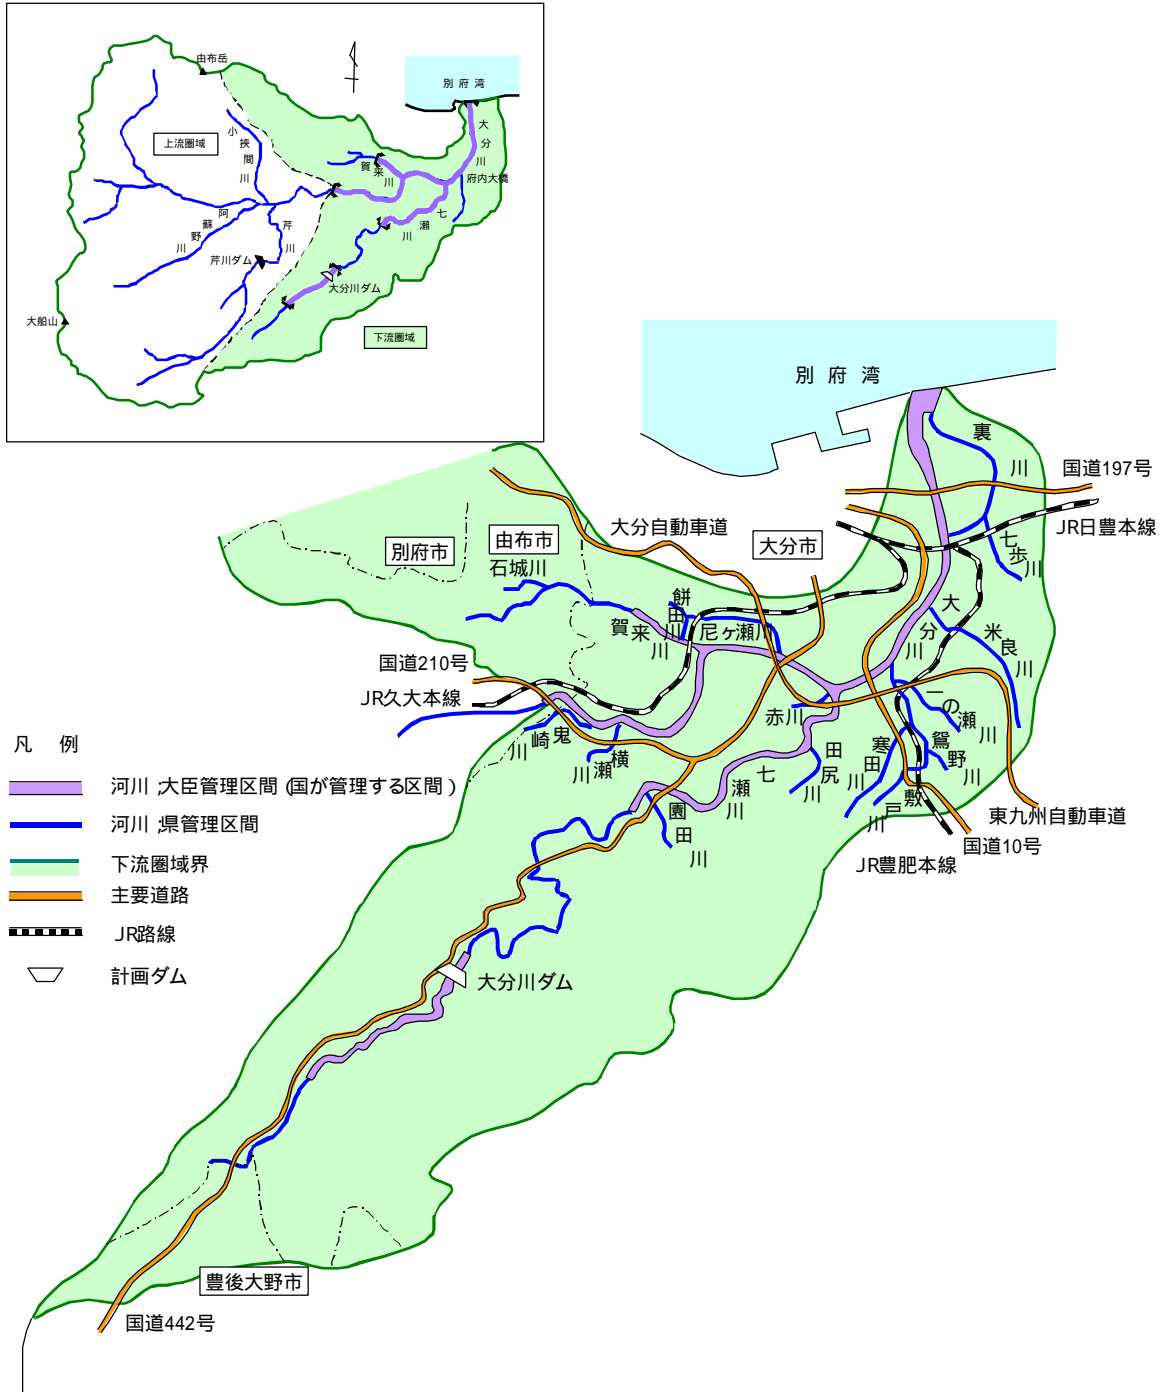 由布岳
別府湾
上流圏域
小挾間川
大分川
賀来川
府内大橋
七瀬川
阿蘇野川
芹川
芹川ダム
大分川ダム
大船山
下流圏域
別府湾
裏川
国道197号
JR日豊本線
大分自動車道
大分市
別府市
由布市
石城川
七歩川
餅田川
尼ヶ瀬川
賀来川
大分川
米良川
国道210号
JR久大本線
赤川
一の瀬川
鬼崎川
横瀬川
七瀬川
田尻川
寒田川
鴛野川
敷戸川
園田川
東九州自動車道
国道10号
JR豊肥本線
凡 例
河川;大臣管理区間(国が管理する区間)
河川;県管理区間
下流圏域界
主要道路
JR路線
計画ダム
大分川ダム
豊後大野市
国道442号